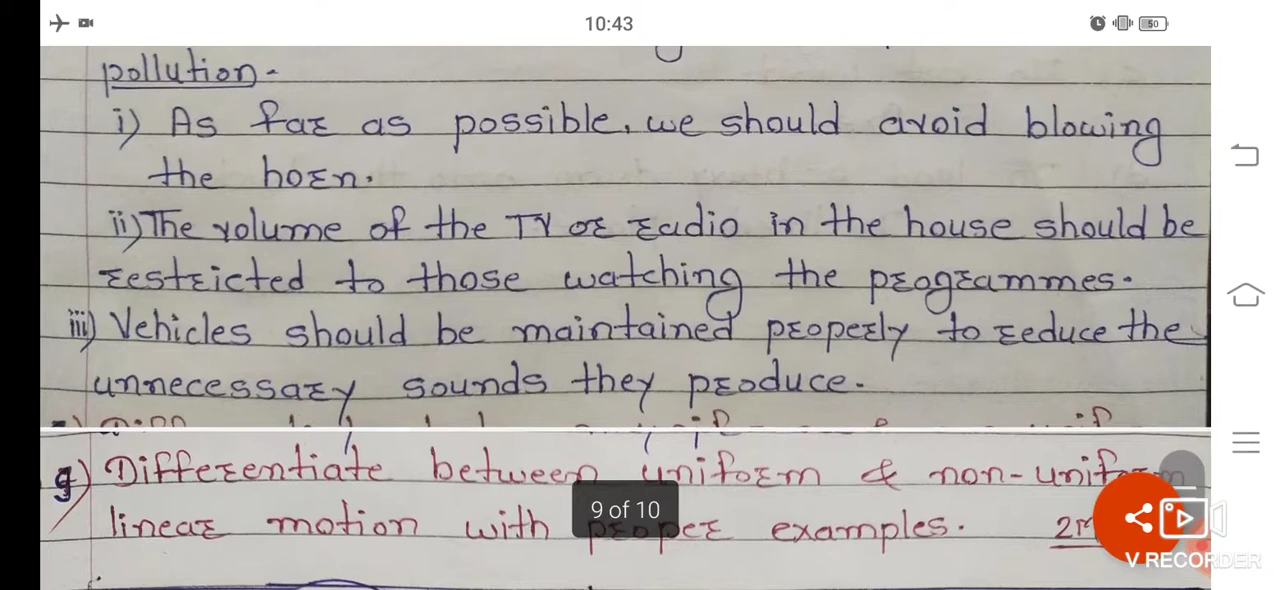 10:43
50
pollution-
i) As far as possible, we should avoid blowing
the horn.
ii) The volume of the TV or radio in the house should be
restricted to those watching the programmes.
iii) Vehicles should be maintained properly to reduce the
unnecessary sounds they produce.
g) Differentiate between uniform & non-uniform
linear motion with proper examples. 2M
9 of 10
V RECORDER